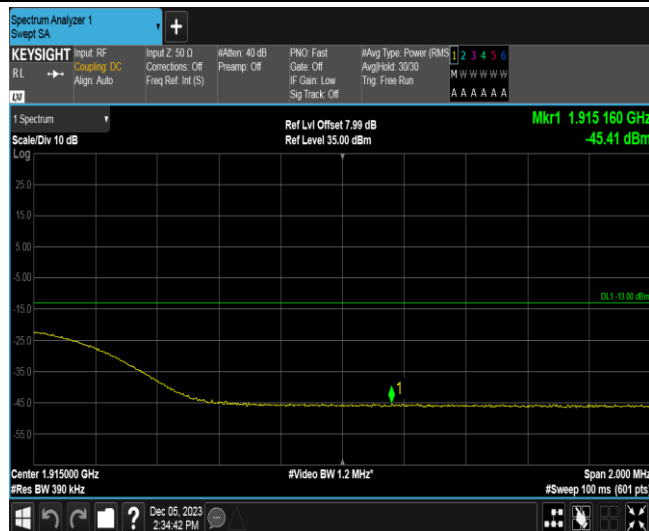 Spectrum Analyzer 1
Swept SA
KEYSIGHT
RL
LXI
Input: RF
Coupling: DC
Align: Auto
Input Z: 50 Ω
Corrections: Off
Freq Ref: Int (S)
#Atten: 40 dB
Preamp: Off
PNO: Fast
Gate: Off
IF Gain: Low
Sig Track: Off
#Avg Type: Power (RMS
Avg|Hold: 30/30
Trig: Free Run
1 2 3 4 5 6
M W W W W W
A A A A A A
1 Spectrum
Scale/Div 10 dB
Ref Lvl Offset 7.99 dB
Ref Level 35.00 dBm
Mkr1 1.915 160 GHz
-45.41 dBm
Log
25.0
15.0
5.00
-5.00
DL1 -13.00 dBm
-15.0
-25.0
-35.0
1
-45.0
-55.0
Center 1.915000 GHz
#Video BW 1.2 MHz*
Span 2.000 MHz
#Res BW 390 kHz
#Sweep 100 ms (601 pts)
?
Dec 05, 2023
2:34:42 PM